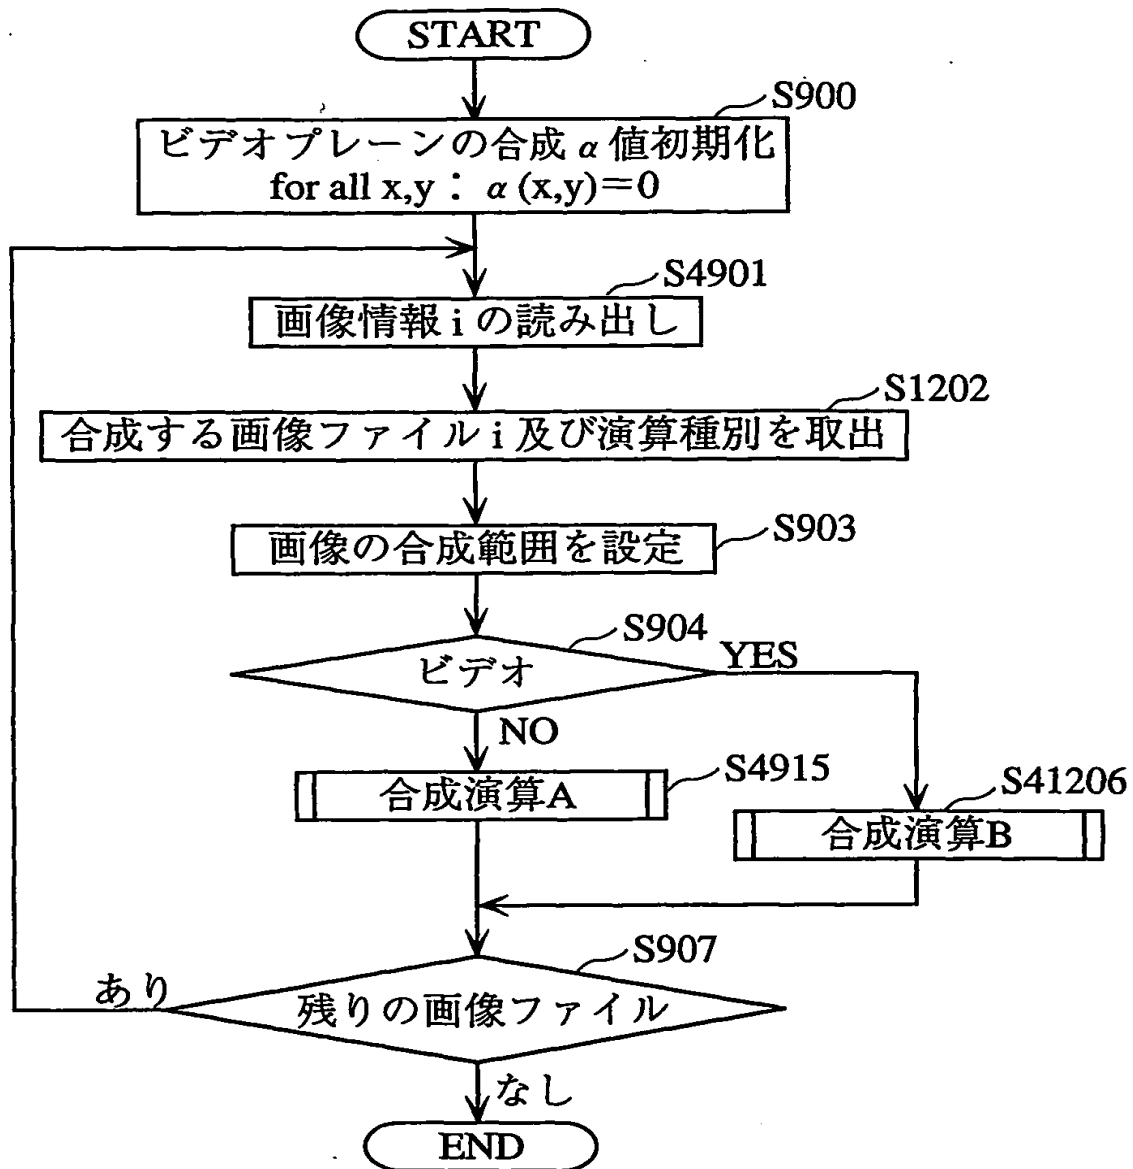 START
S900
ビデオプレーンの合成α値初期化
for all x,y：α(x,y)=0
S4901
画像情報iの読み出し
S1202
合成する画像ファイルi及び演算種別を取出
S903
画像の合成範囲を設定
S904
ビデオ
YES
NO
S4915
合成演算A
S41206
合成演算B
S907
あり
残りの画像ファイル
なし
END